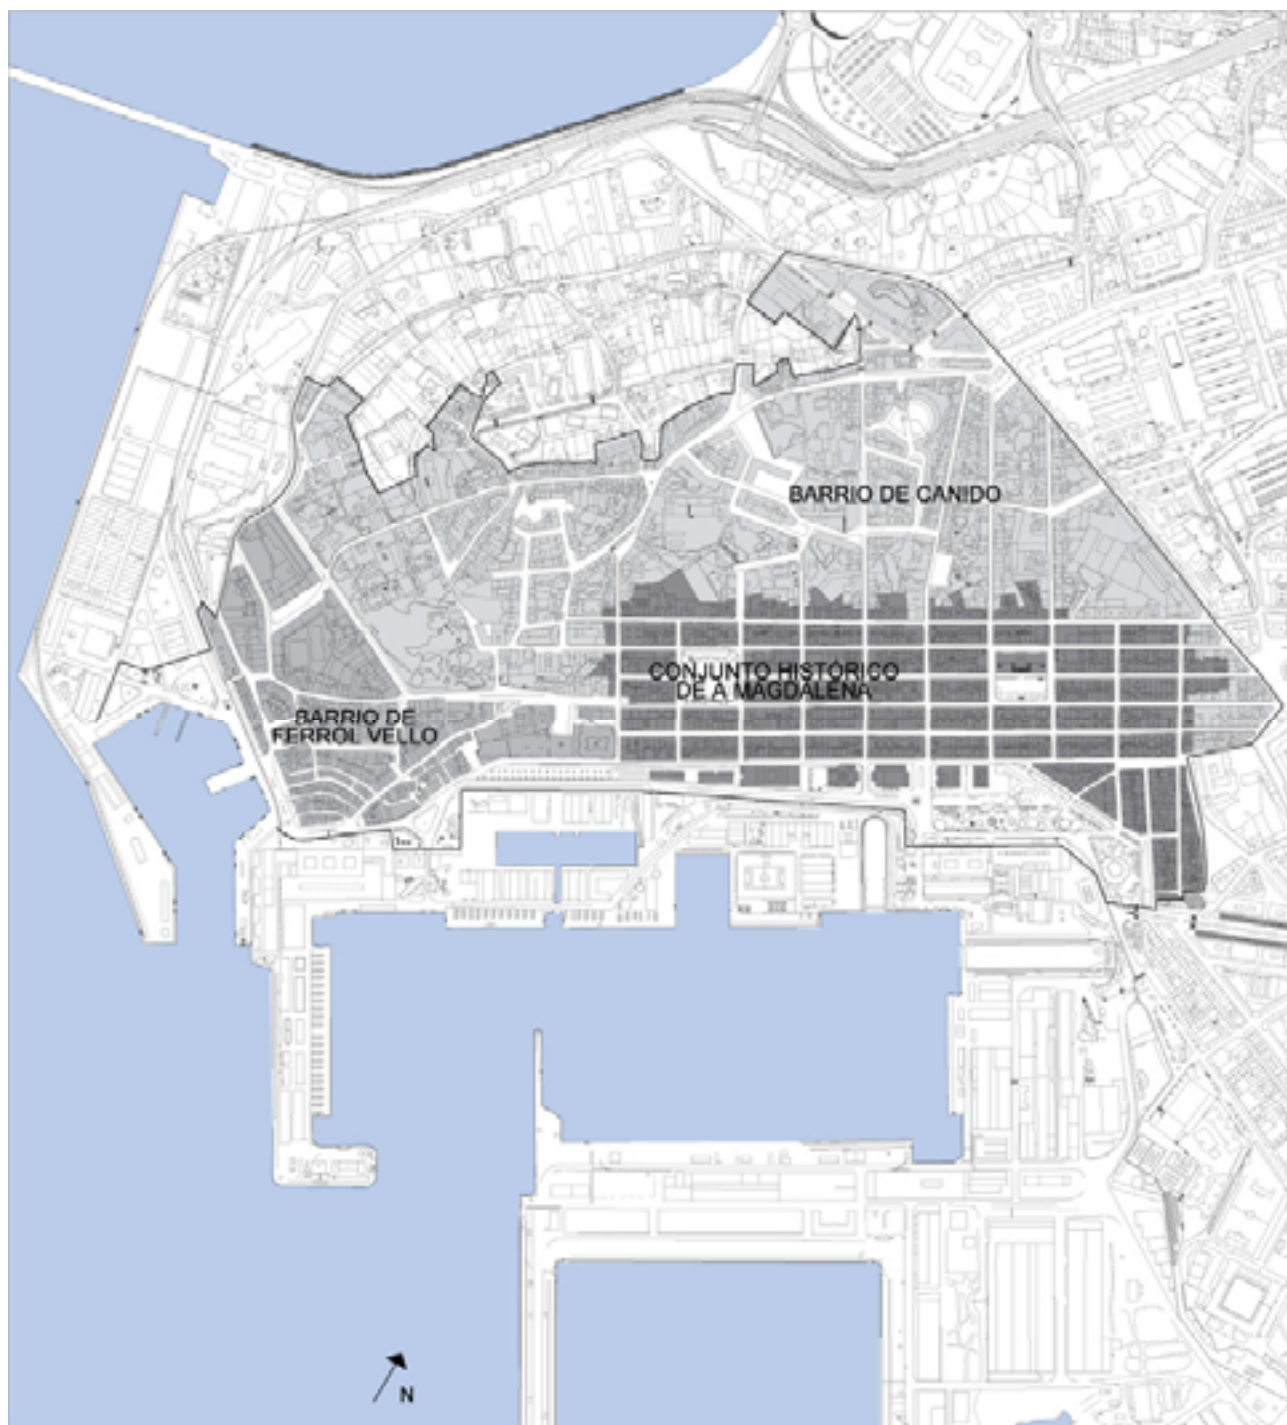 BARRIO DE CANIDO
CONJUNTO HISTÓRICO
DE A MAGDALENA
BARRIO DE
FERROL VELLO
N